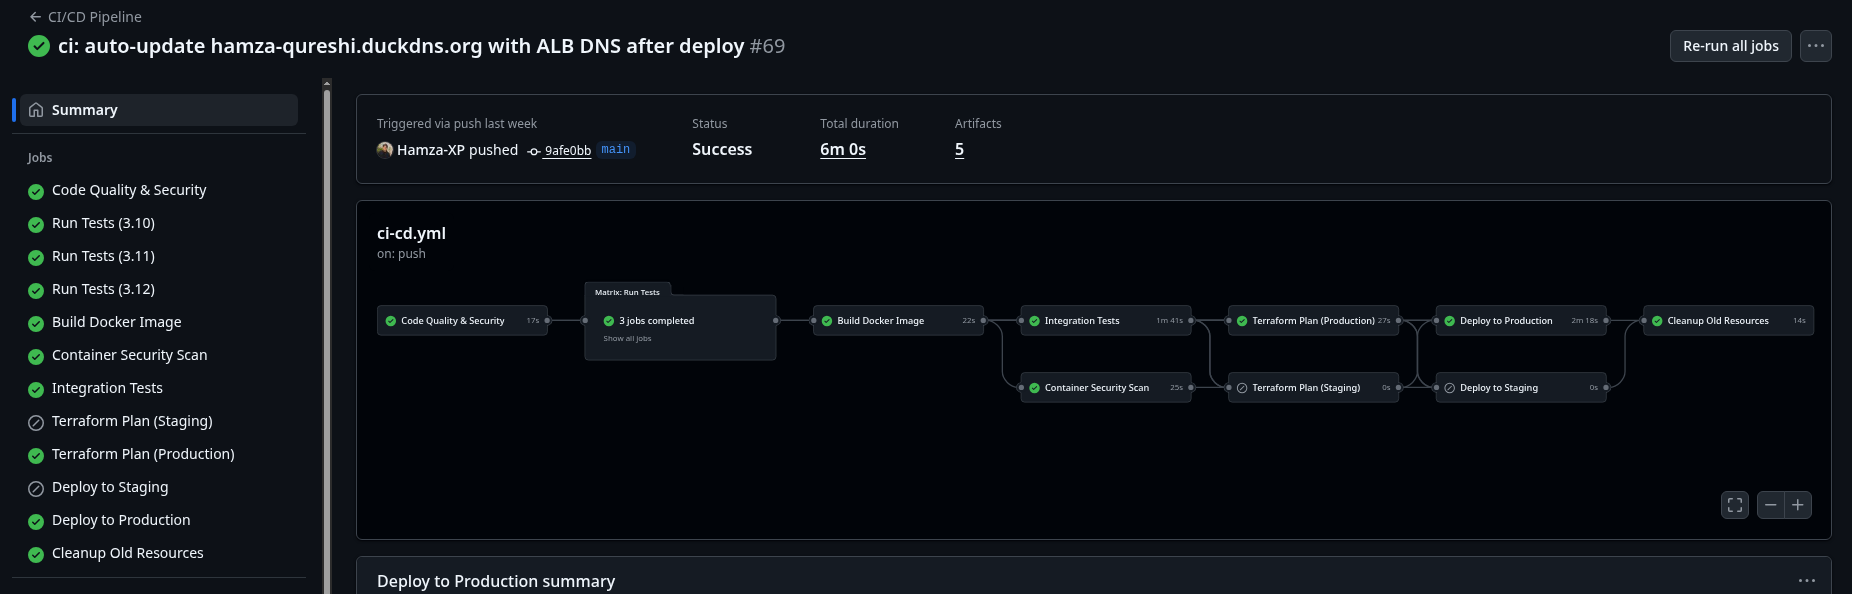 CI/CD Pipeline
ci: auto-update hamza-qureshi.duckdns.org with ALB DNS after deploy #69
Re-run all jobs
Summary
Jobs
Code Quality & Security
Run Tests (3.10)
Run Tests (3.11)
Run Tests (3.12)
Build Docker Image
Container Security Scan
Integration Tests
Terraform Plan (Staging)
Terraform Plan (Production)
Deploy to Staging
Deploy to Production
Cleanup Old Resources
Triggered via push last week
Hamza-XP pushed 9afe0bb main
Status
Success
Total duration
6m 0s
Artifacts
5
ci-cd.yml
on: push
Code Quality & Security 17s
Matrix: Run Tests
3 jobs completed
Show all jobs
Build Docker Image 22s
Integration Tests 1m 41s
Container Security Scan 25s
Terraform Plan (Production) 27s
Terraform Plan (Staging) 0s
Deploy to Production 2m 18s
Deploy to Staging 0s
Cleanup Old Resources 14s
Deploy to Production summary